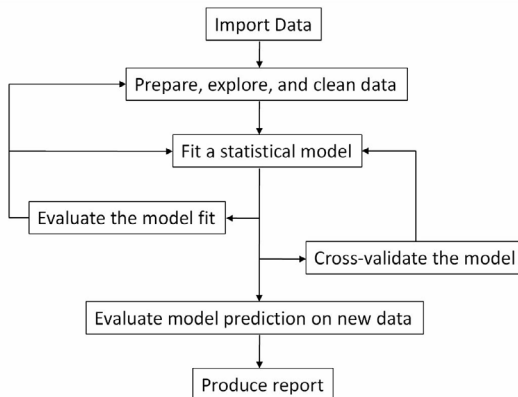 Import Data
Prepare, explore, and clean data
Fit a statistical model
Evaluate the model fit
Cross-validate the model
Evaluate model prediction on new data
Produce report